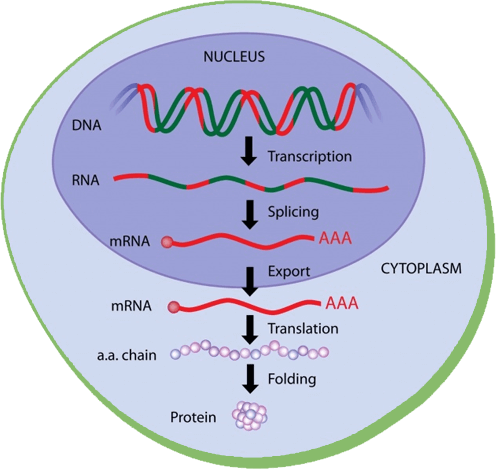 NUCLEUS
DNA
Transcription
RNA
Splicing
mRNA
AAA
Export
CYTOPLASM
mRNA
AAA
Translation
a.a. chain
Folding
Protein